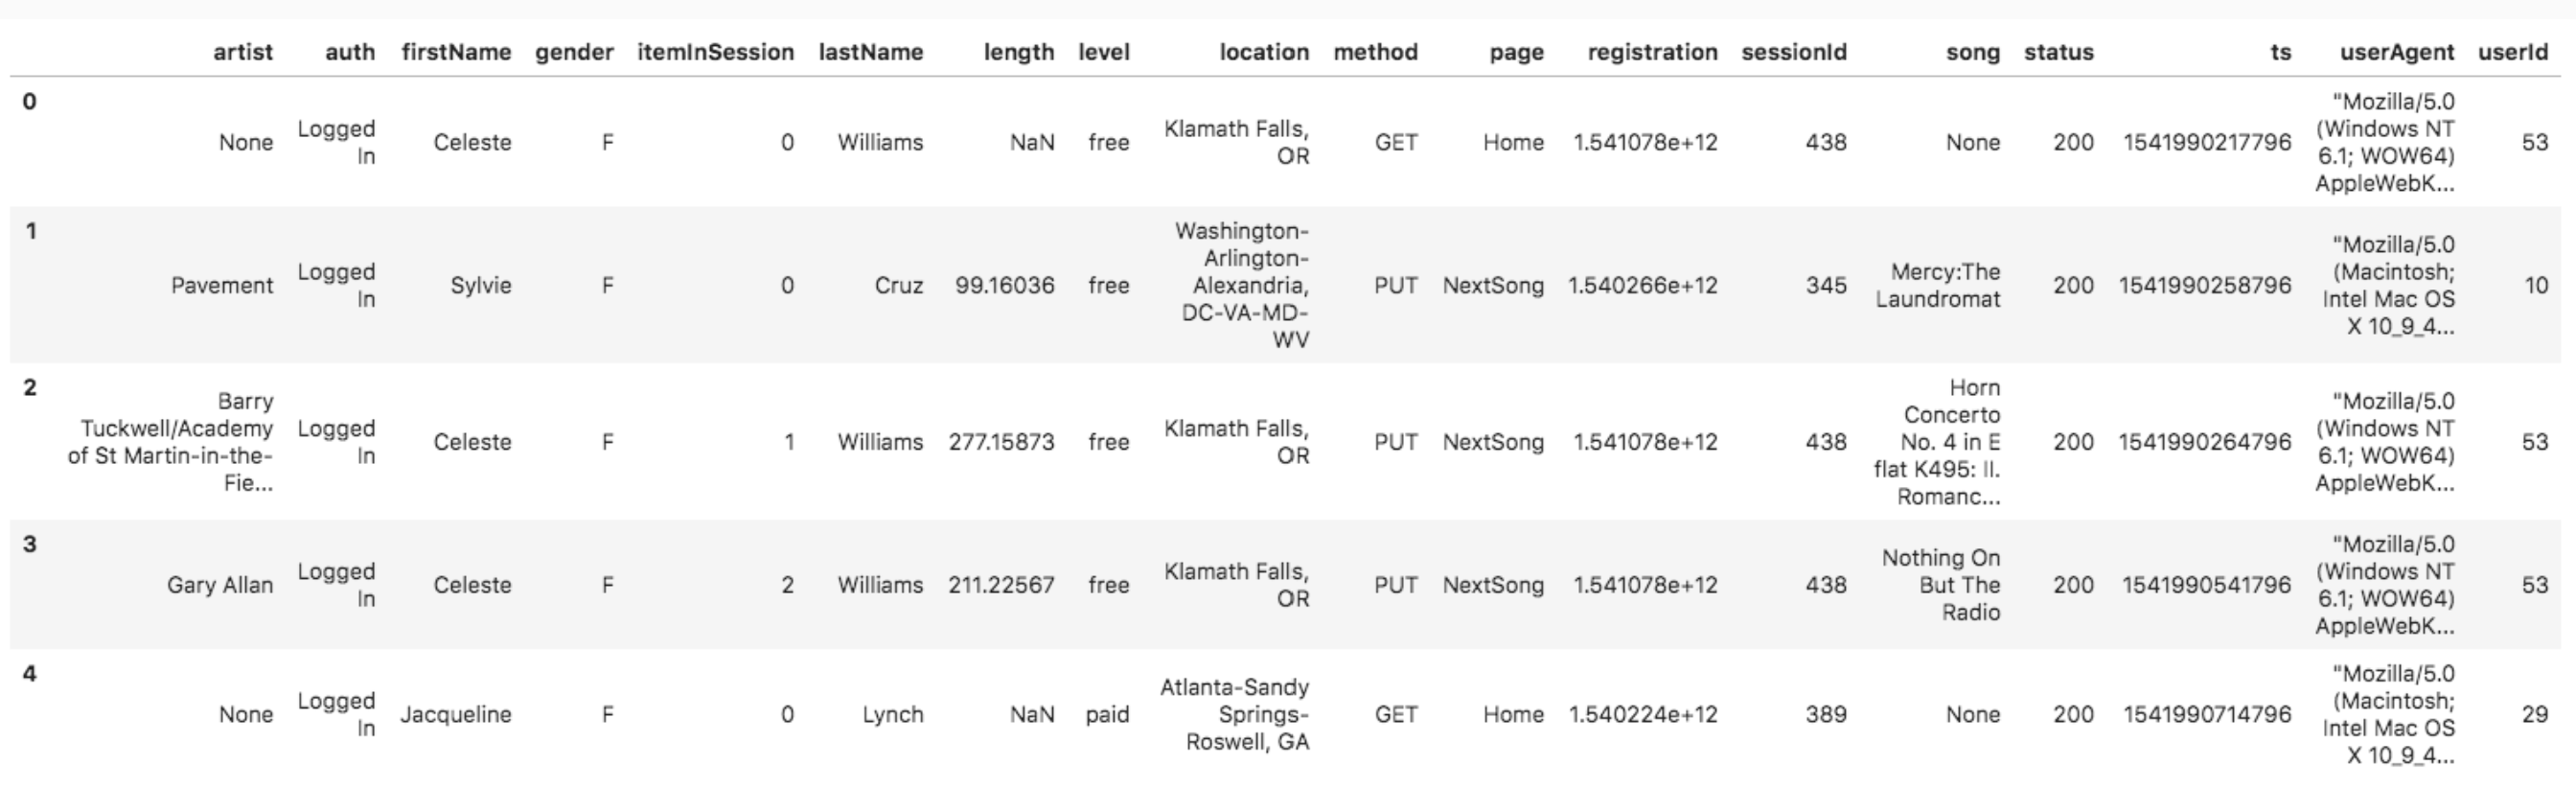 artist auth firstName gender itemInSession lastName length level location method page registration sessionId song status ts userAgent userId
0 None Logged In Celeste F 0 Williams NaN free Klamath Falls, OR GET Home 1.541078e+12 438 None 200 1541990217796 "Mozilla/5.0 (Windows NT 6.1; WOW64) AppleWebK... 53
1 Pavement Logged In Sylvie F 0 Cruz 99.16036 free Washington-Arlington-Alexandria, DC-VA-MD-WV PUT NextSong 1.540266e+12 345 Mercy:The Laundromat 200 1541990258796 "Mozilla/5.0 (Macintosh; Intel Mac OS X 10_9_4... 10
2 Barry Tuckwell/Academy of St Martin-in-the-Fie... Logged In Celeste F 1 Williams 277.15873 free Klamath Falls, OR PUT NextSong 1.541078e+12 438 Horn Concerto No. 4 in E flat K495: II. Romanc... 200 1541990264796 "Mozilla/5.0 (Windows NT 6.1; WOW64) AppleWebK... 53
3 Gary Allan Logged In Celeste F 2 Williams 211.22567 free Klamath Falls, OR PUT NextSong 1.541078e+12 438 Nothing On But The Radio 200 1541990541796 "Mozilla/5.0 (Windows NT 6.1; WOW64) AppleWebK... 53
4 None Logged In Jacqueline F 0 Lynch NaN paid Atlanta-Sandy Springs-Roswell, GA GET Home 1.540224e+12 389 None 200 1541990714796 "Mozilla/5.0 (Macintosh; Intel Mac OS X 10_9_4... 29